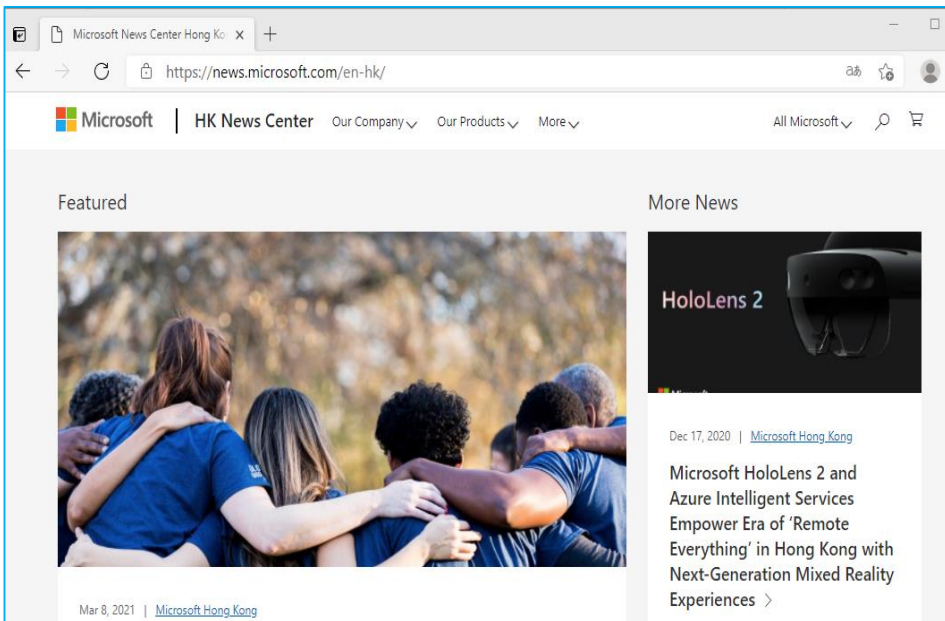 Microsoft News Center Hong Ko
https://news.microsoft.com/en-hk/
Microsoft | HK News Center Our Company Our Products More All Microsoft
Featured
More News
HoloLens 2
Dec 17, 2020 | Microsoft Hong Kong
Microsoft HoloLens 2 and
Azure Intelligent Services
Empower Era of ‘Remote
Everything’ in Hong Kong with
Next-Generation Mixed Reality
Experiences
Mar 8, 2021 | Microsoft Hong Kong